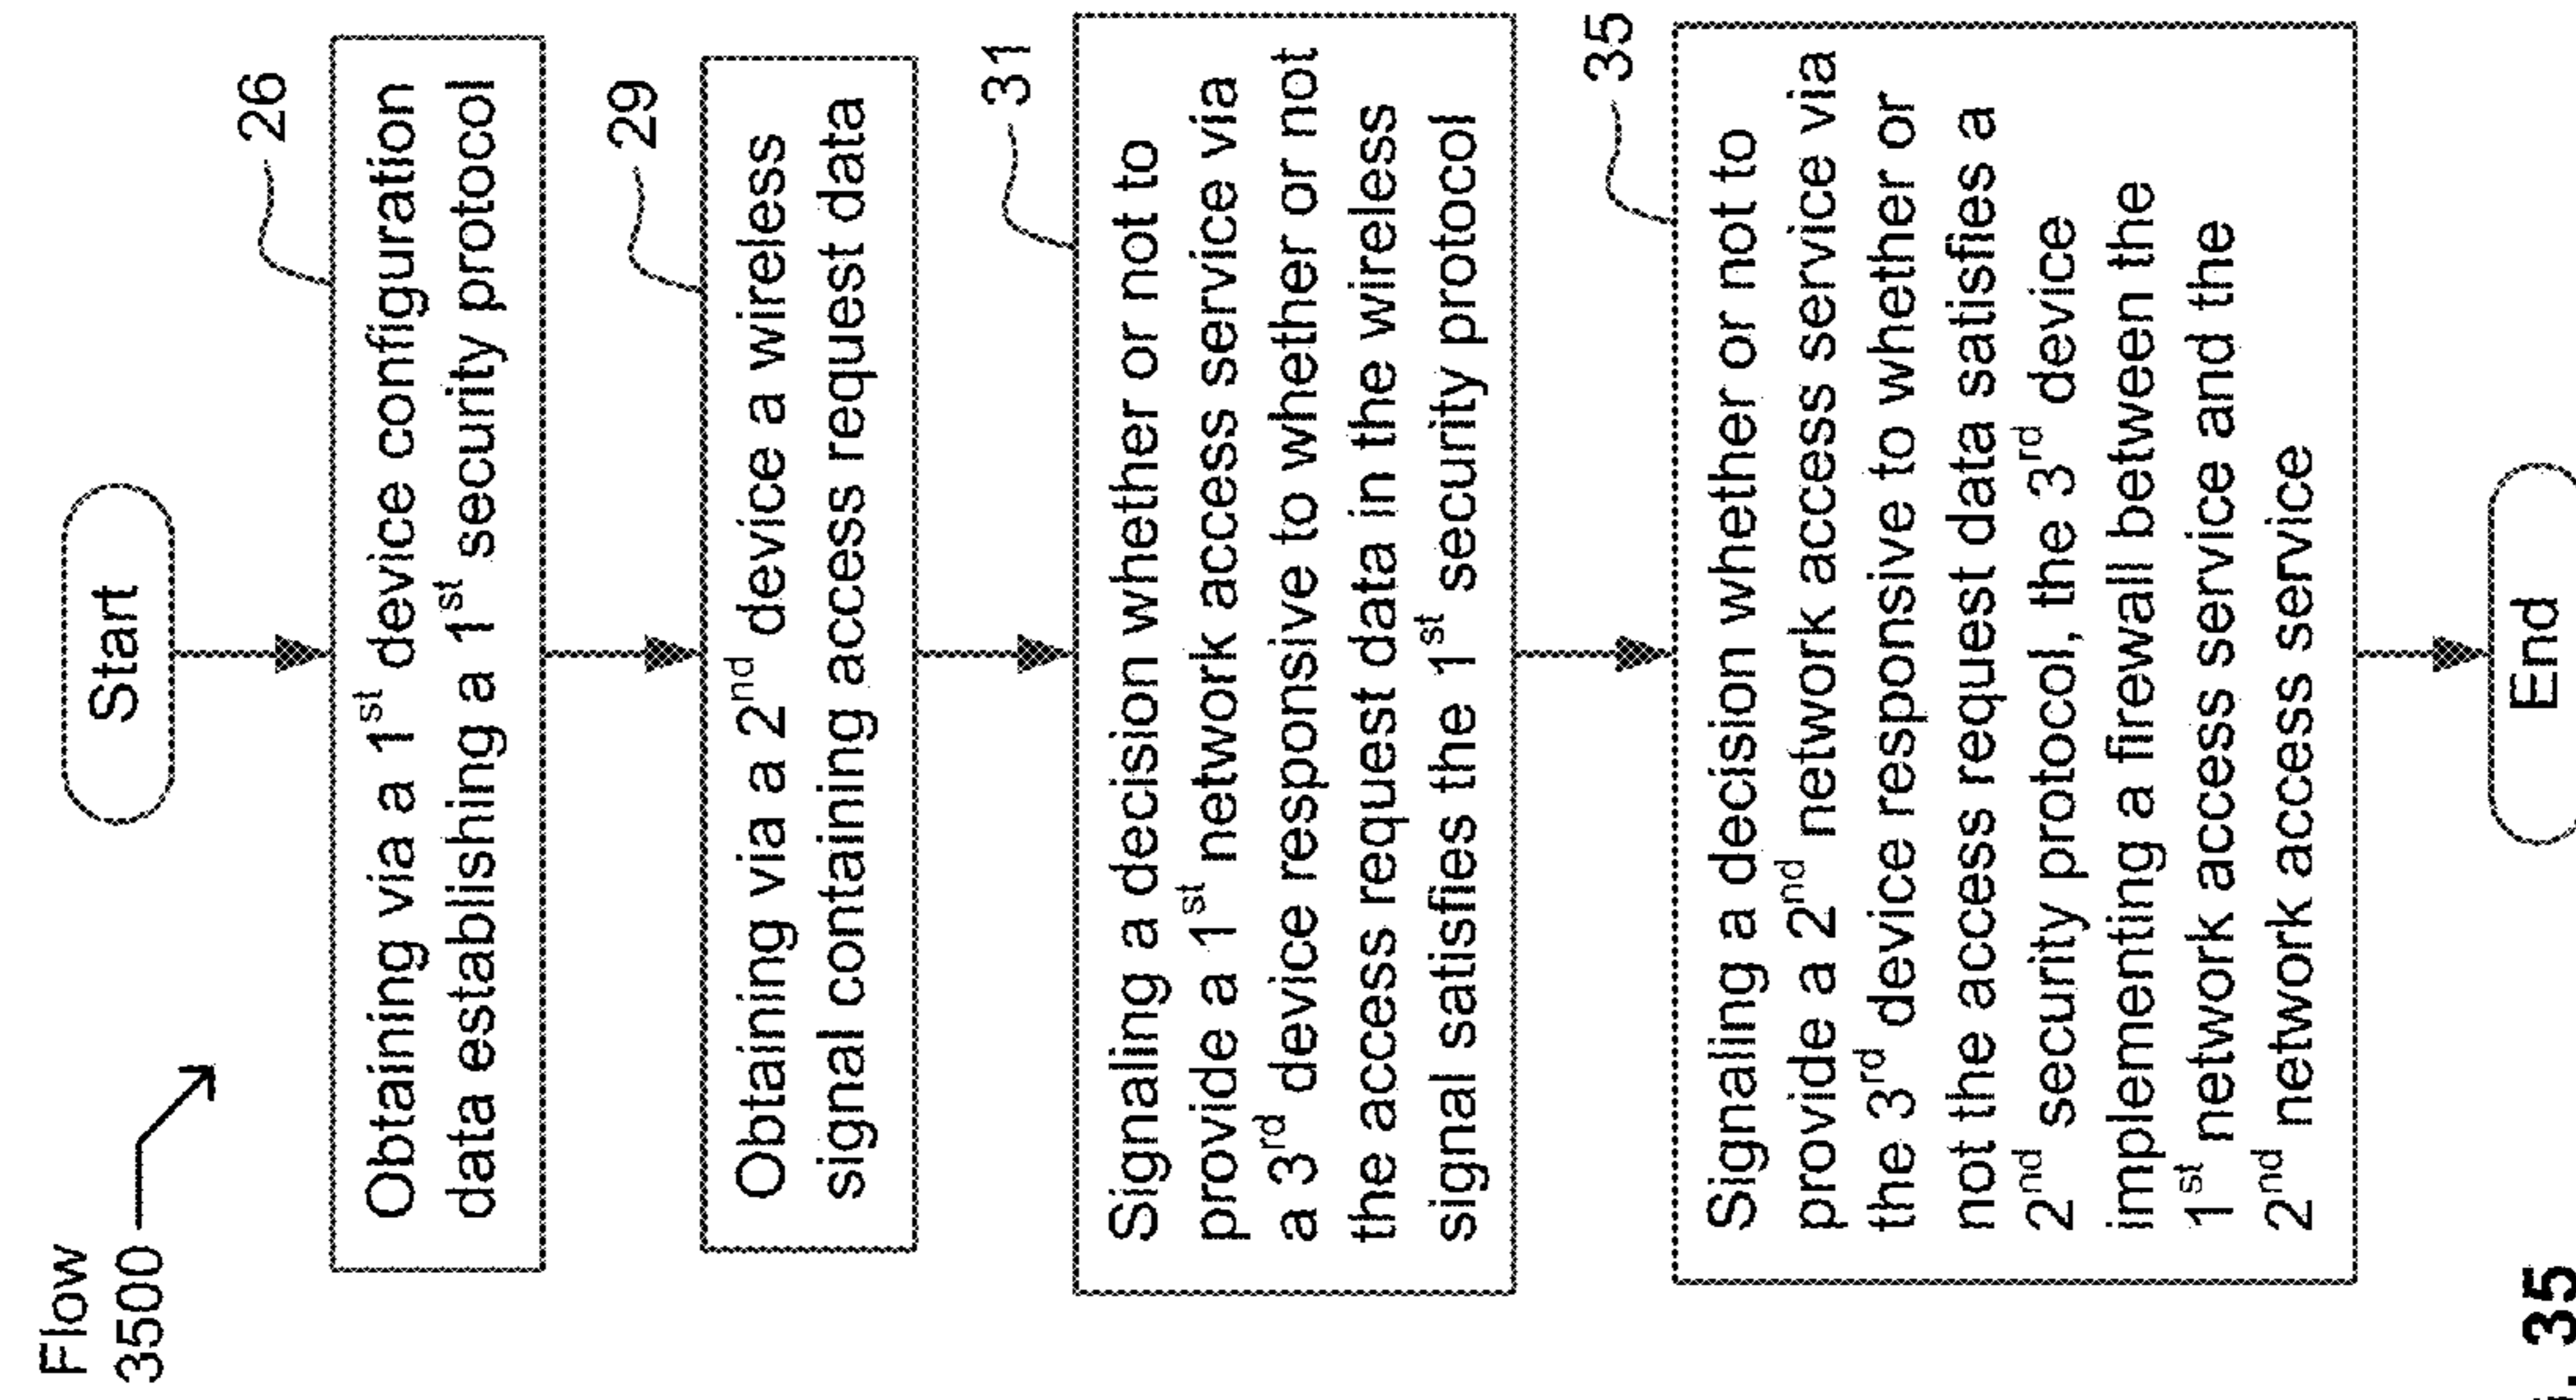 Flow
3500
Start
26
Obtaining via a 1st device configuration
data establishing a 1st security protocol
29
Obtaining via a 2nd device a wireless
signal containing access request data
31
Signaling a decision whether or not to
provide a 1st network access service via
a 3rd device responsive to whether or not
the access request data in the wireless
signal satisfies the 1st security protocol
35
Signaling a decision whether or not to
provide a 2nd network access service via
the 3rd device responsive to whether or
not the access request data satisfies a
2nd security protocol, the 3rd device
implementing a firewall between the
1st network access service and the
2nd network access service
End
35